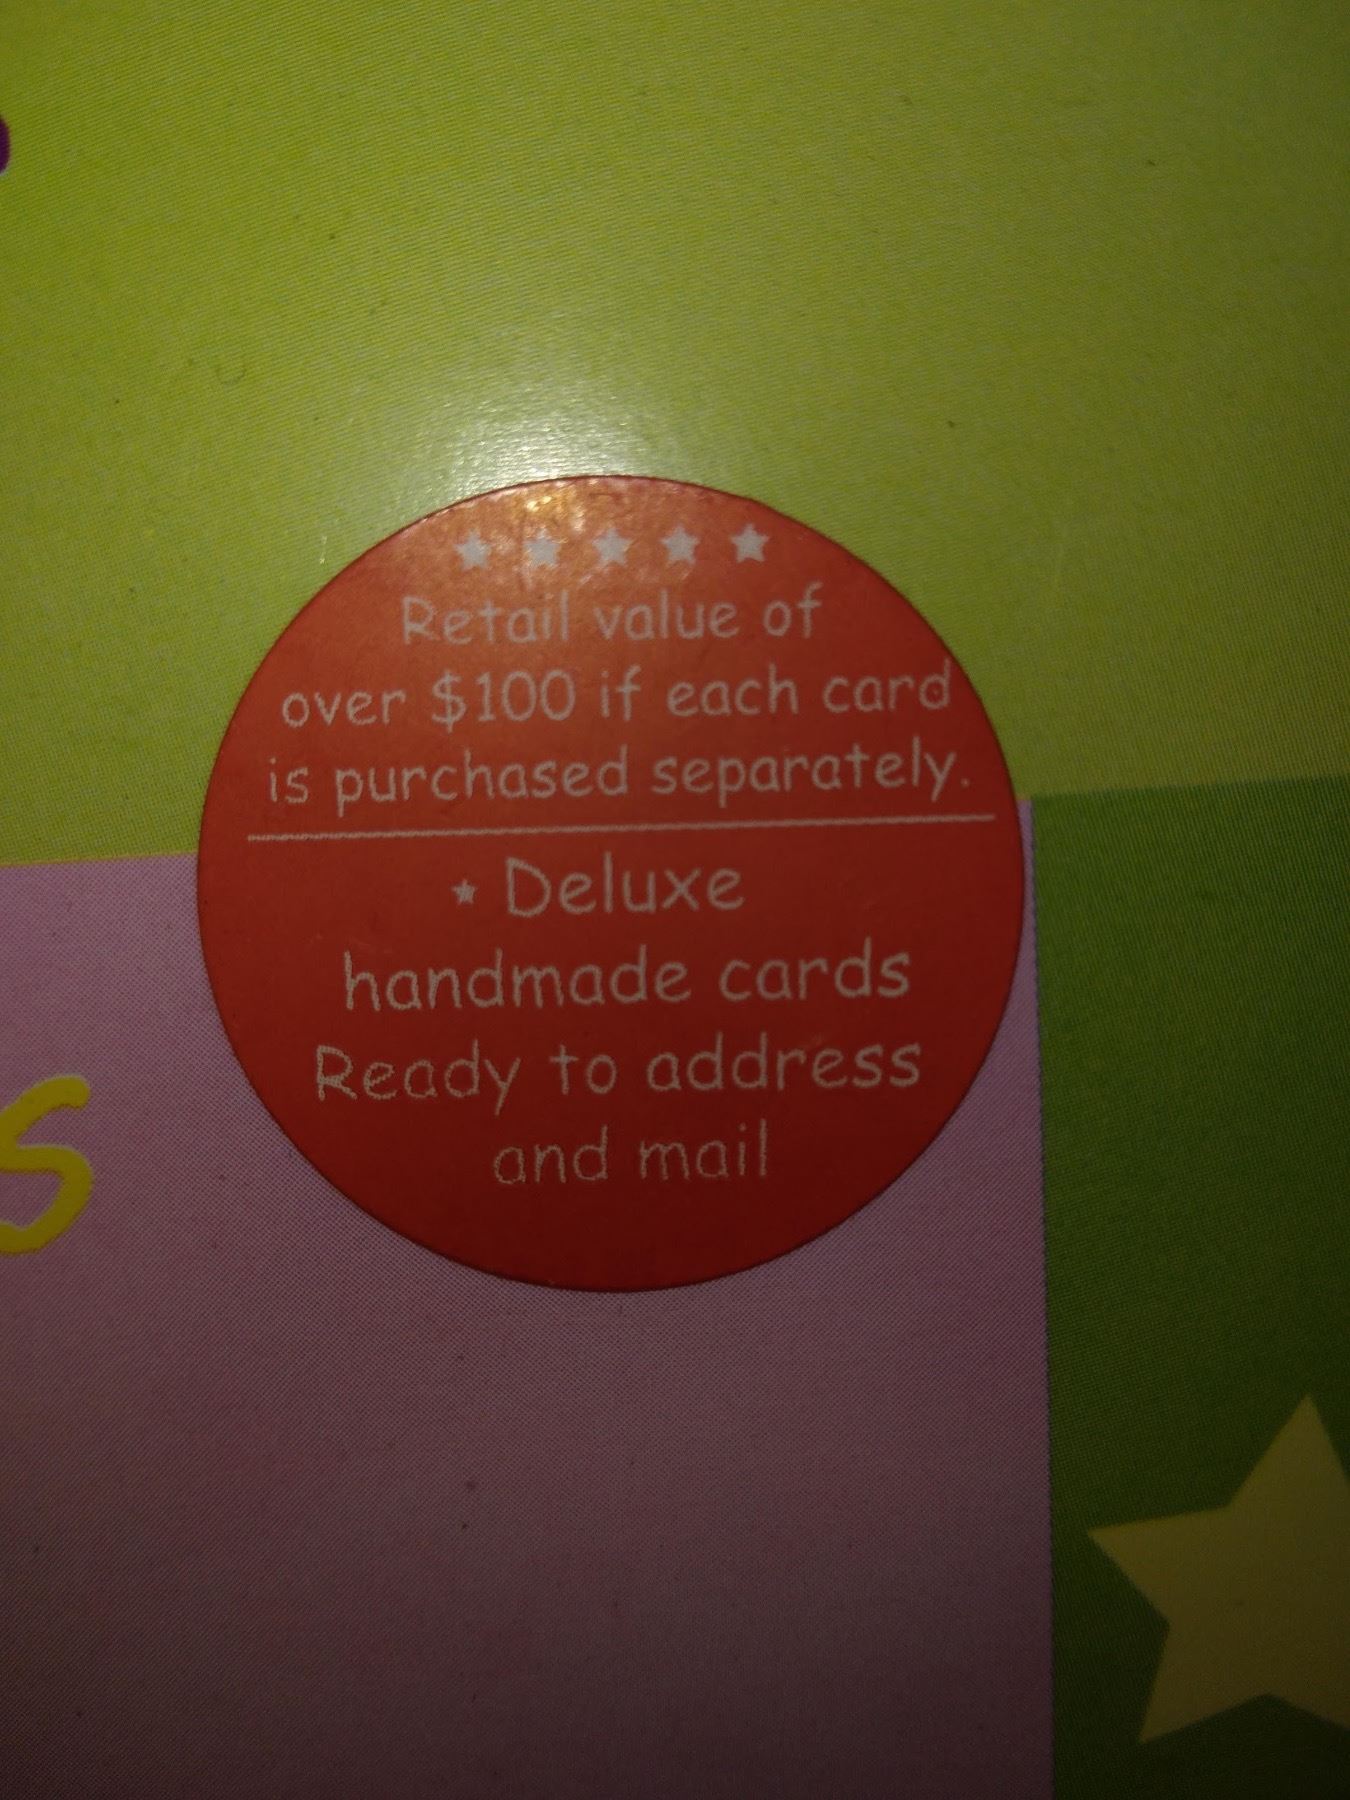 Retail value of
over $100 if each card
is purchased separately.
Deluxe
handmade cards
Ready to address
and mail
s